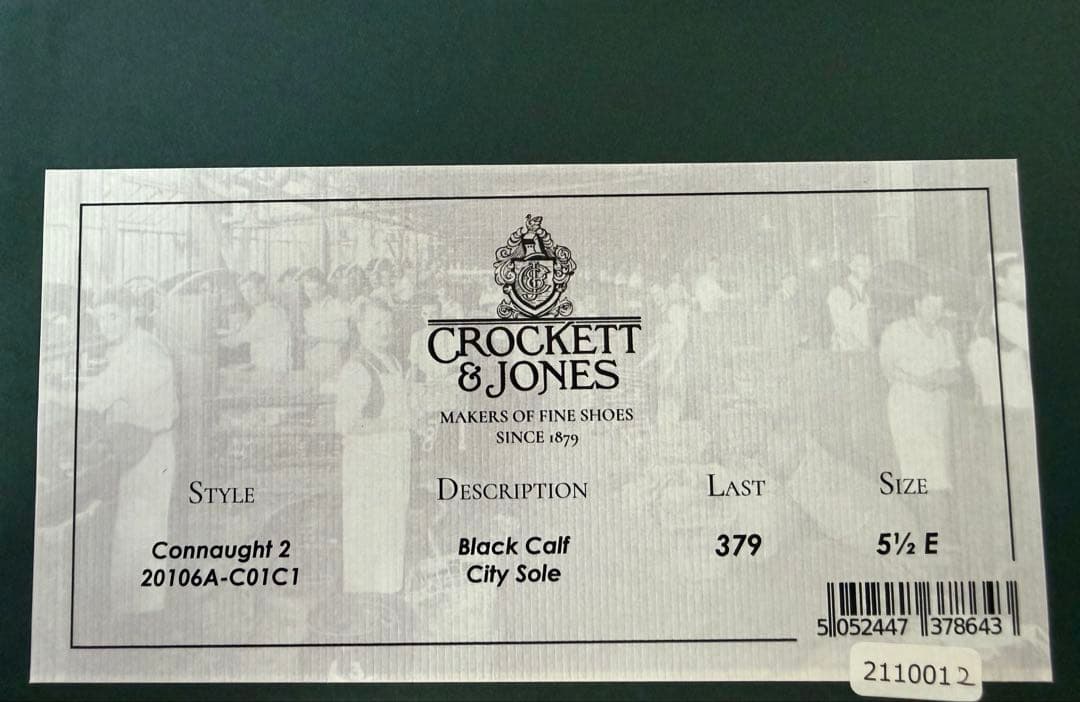 CROCKETT
& JONES
MAKERS OF FINE SHOES
SINCE 1879
STYLE DESCRIPTION LAST SIZE
Connaught 2 Black Calf 379 5½ E
20106A-C01C1 City Sole
5 052447 378643
2110012